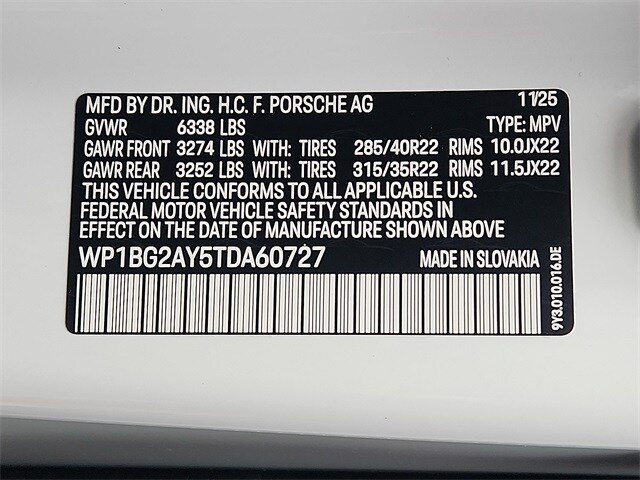 MFD BY DR. ING. H.C. F. PORSCHE AG 11/25
GVWR 6338 LBS TYPE: MPV
GAWR FRONT 3274 LBS WITH: TIRES 285/40R22 RIMS 10.0JX22
GAWR REAR 3252 LBS WITH: TIRES 315/35R22 RIMS 11.5JX22
THIS VEHICLE CONFORMS TO ALL APPLICABLE U.S.
FEDERAL MOTOR VEHICLE SAFETY STANDARDS IN
EFFECT ON THE DATE OF MANUFACTURE SHOWN ABOVE.
WP1BG2AY5TDA60727 MADE IN SLOVAKIA
9Y3.010.016.DE